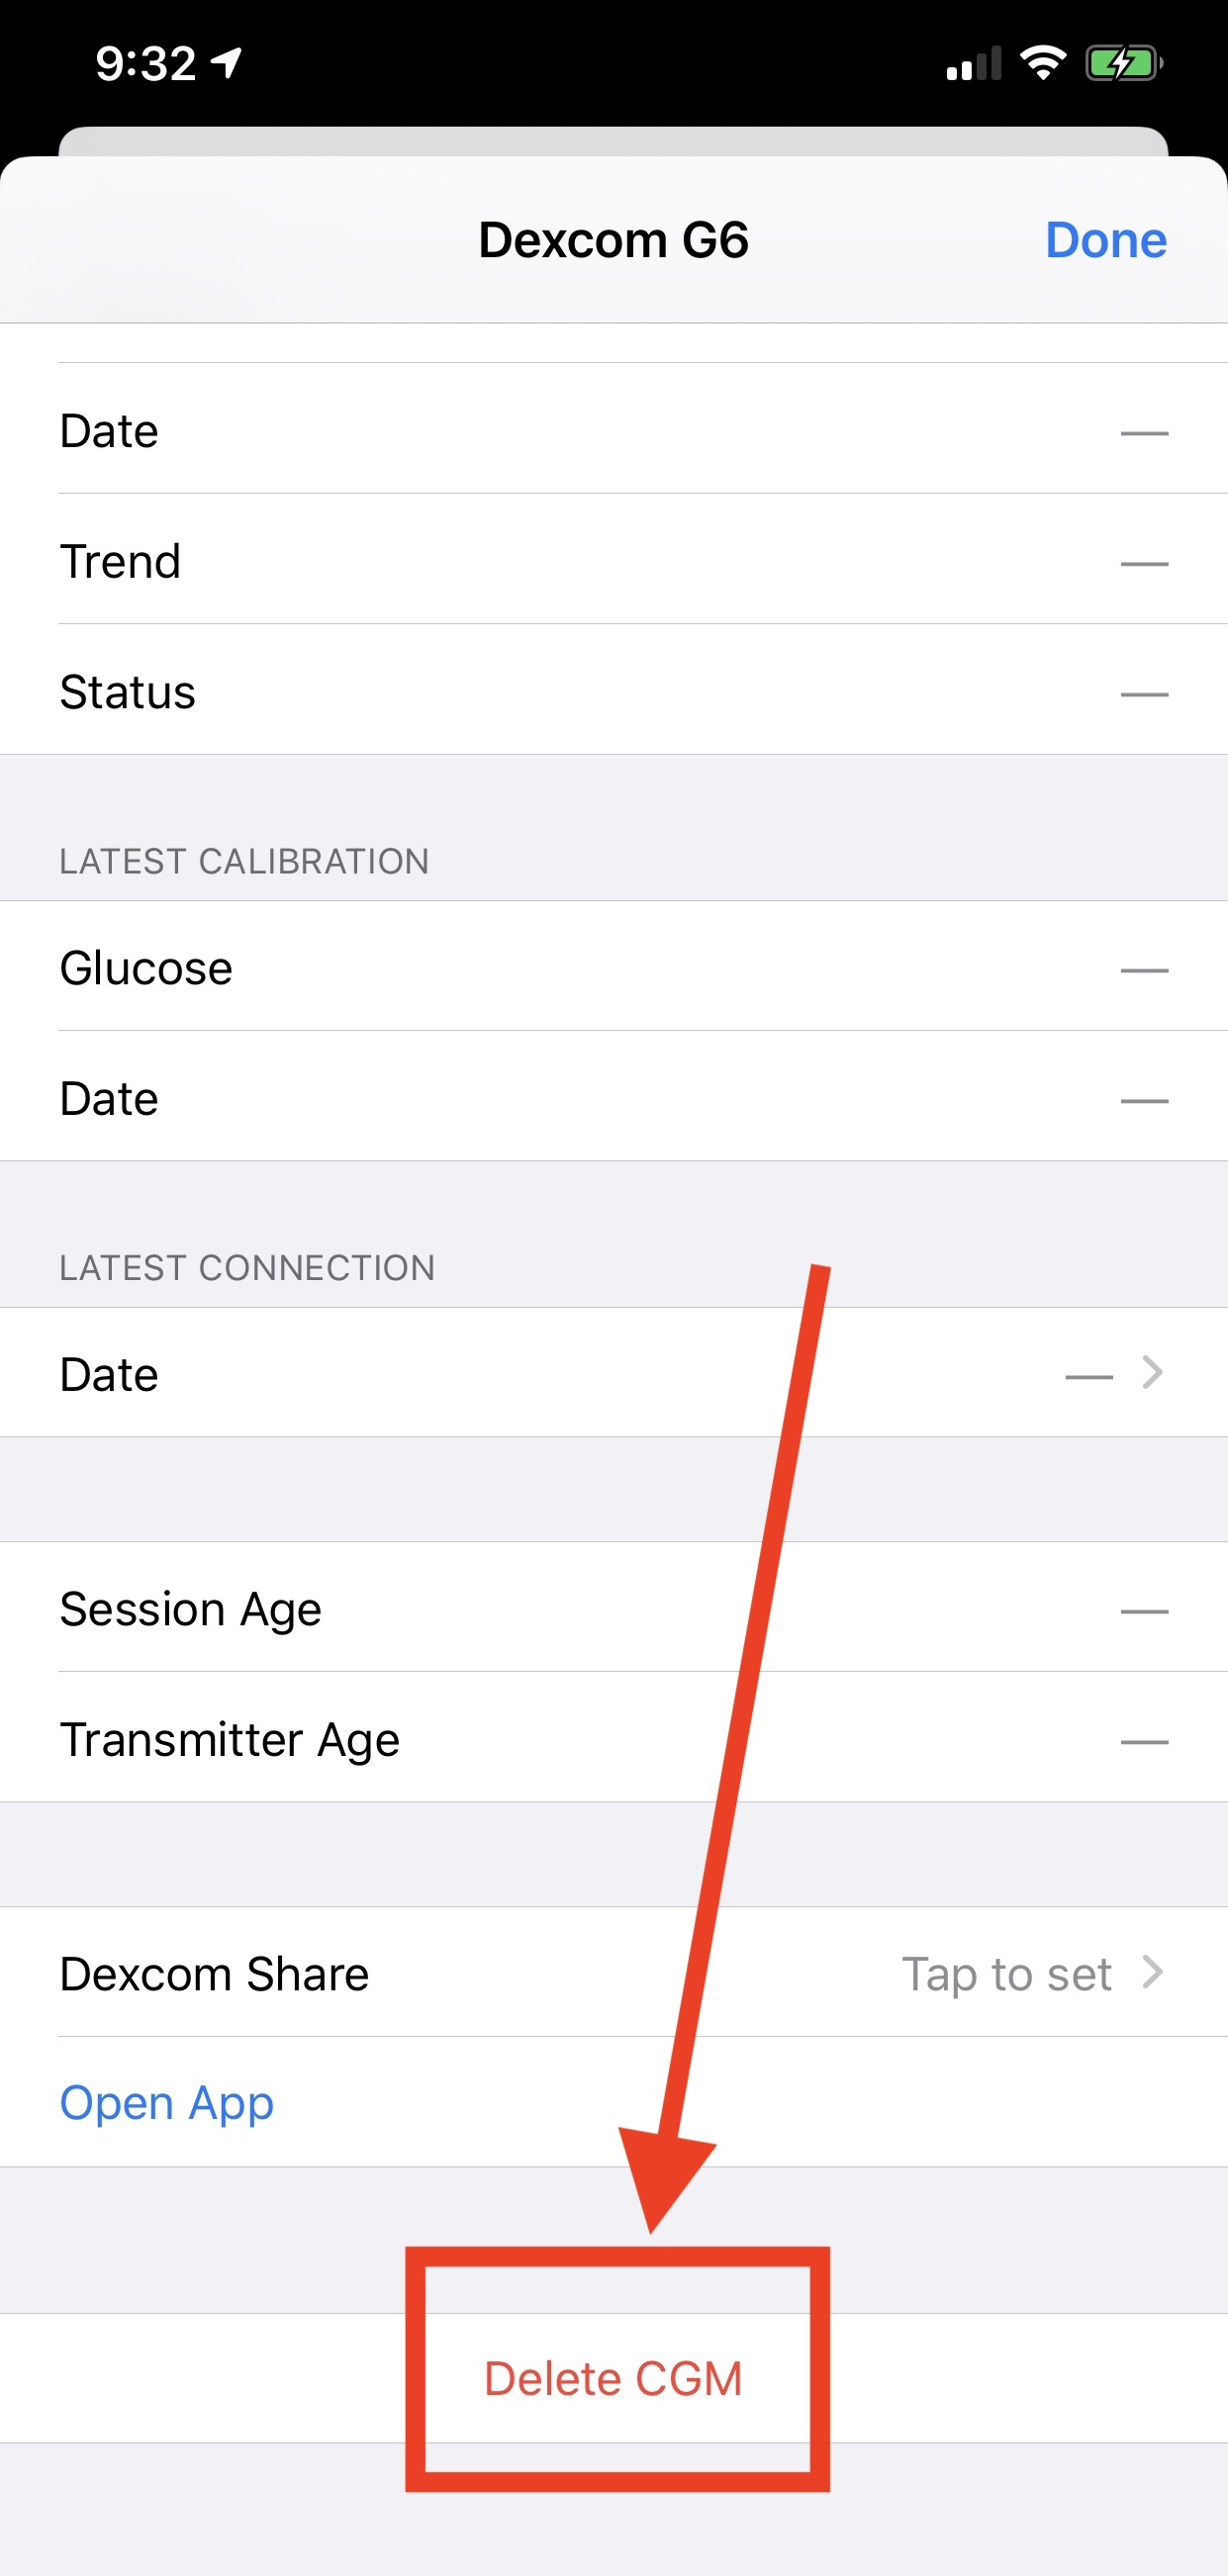 9:32
Dexcom G6 Done
Date —
Trend —
Status —
LATEST CALIBRATION
Glucose —
Date —
LATEST CONNECTION
Date —
Session Age —
Transmitter Age —
Dexcom Share Tap to set
Open App
Delete CGM